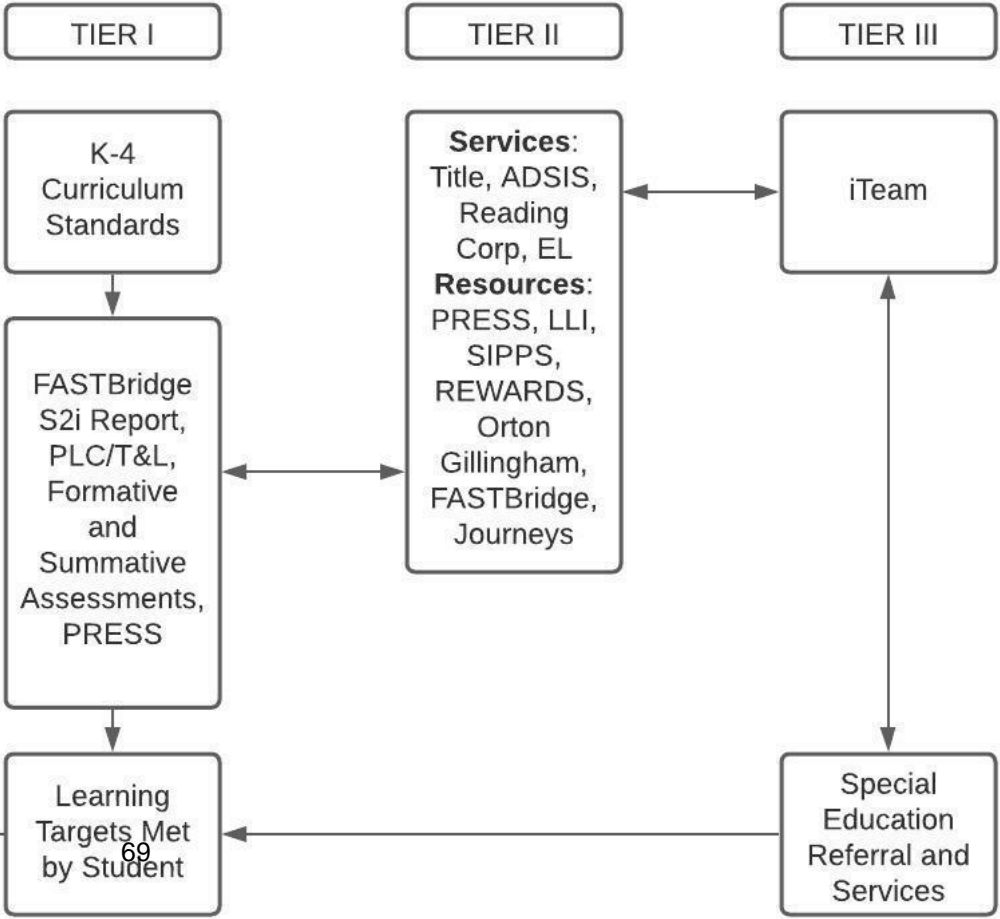 TIER I
TIER II
TIER III
K-4
Curriculum
Standards
FASTBridge
S2i Report,
PLC/T&L,
Formative
and
Summative
Assessments,
PRESS
Learning
Targets Met
by Student
69
Services:
Title, ADSIS,
Reading
Corp, EL
Resources:
PRESS, LLI,
SIPPS,
REWARDS,
Orton
Gillingham,
FASTBridge,
Journeys
iTeam
Special
Education
Referral and
Services